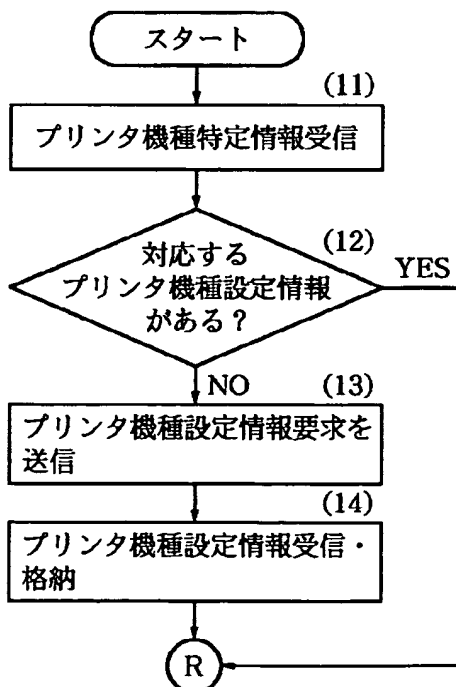 スタート
(11)
プリンタ機種特定情報受信
(12)
対応する
プリンタ機種設定情報
がある？
YES
NO
(13)
プリンタ機種設定情報要求を
送信
(14)
プリンタ機種設定情報受信・
格納
R